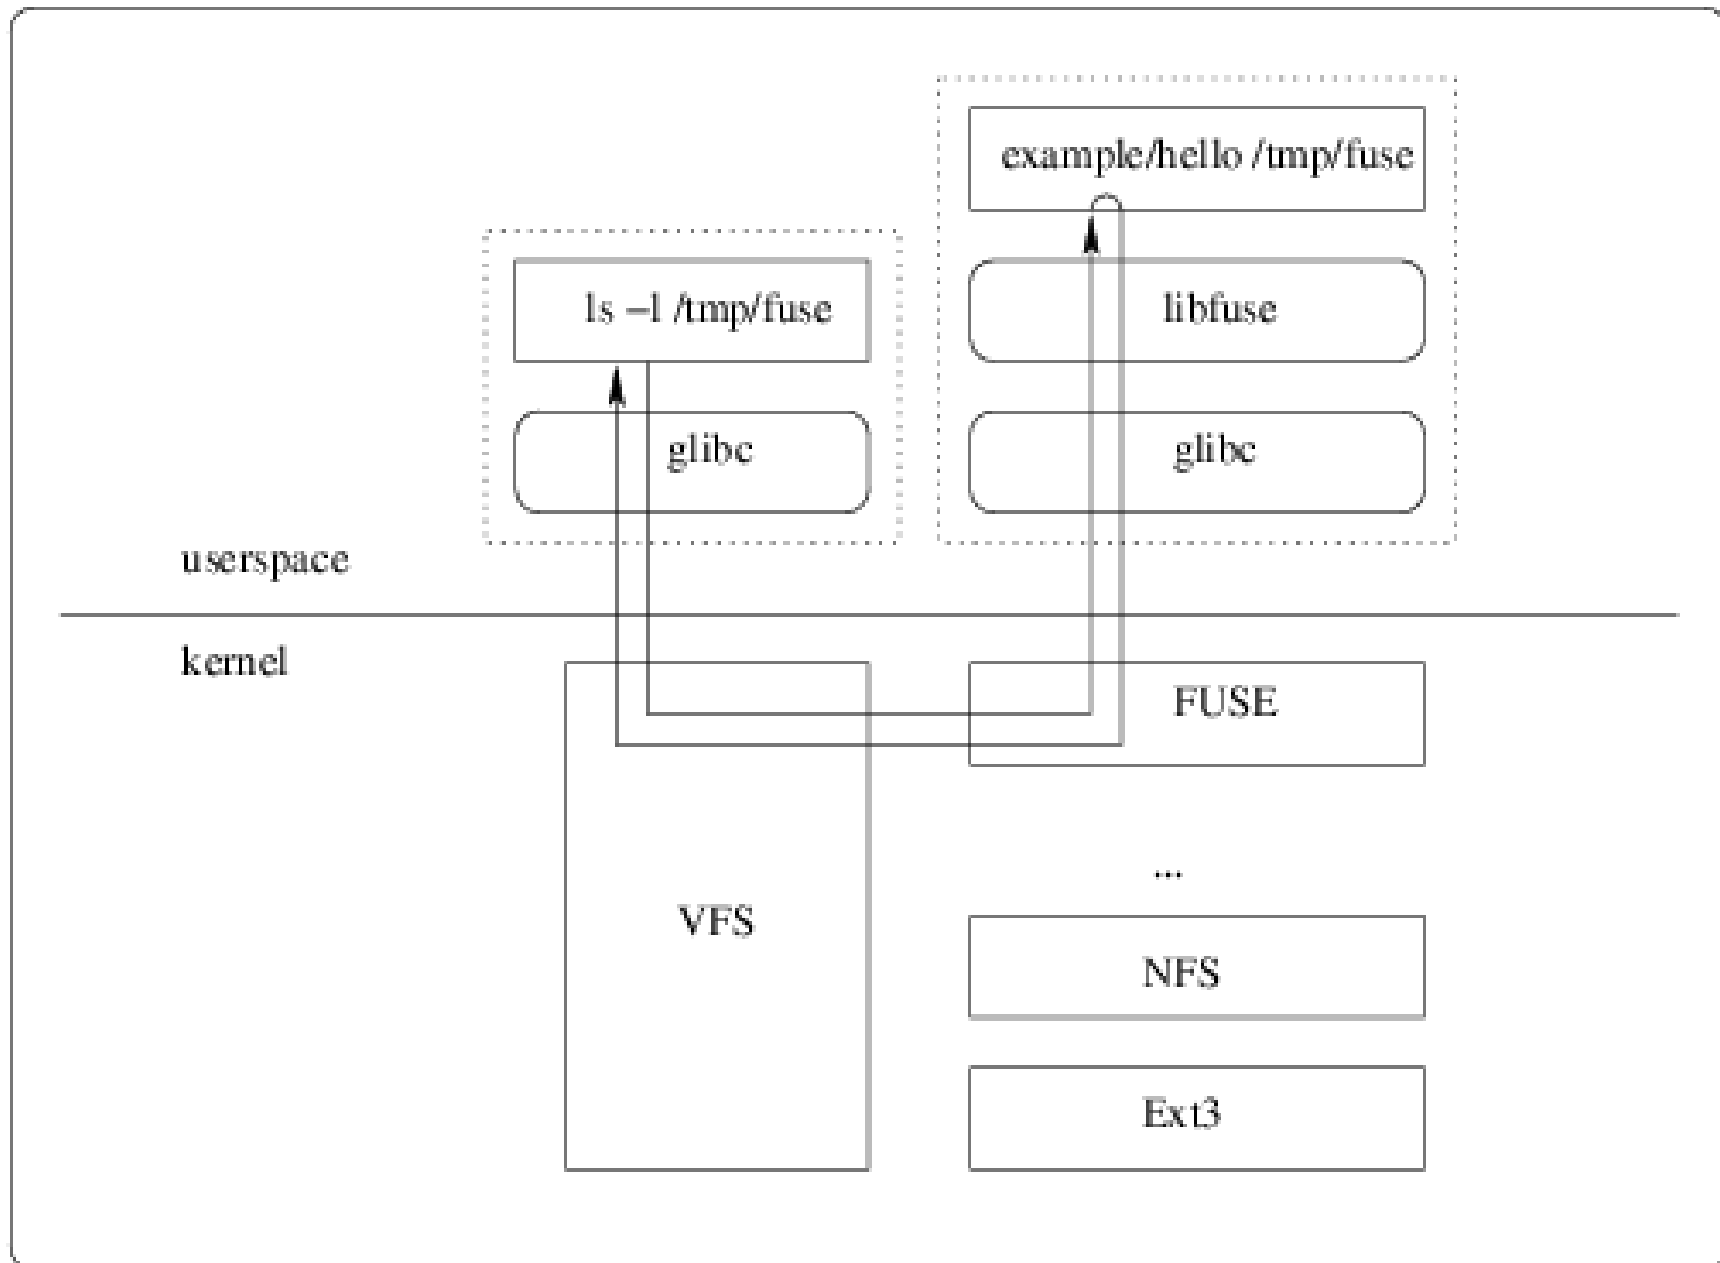 example/hello /tmp/fuse
ls –l /tmp/fuse
libfuse
glibc
glibc
userspace
kernel
FUSE
...
VFS
NFS
Ext3